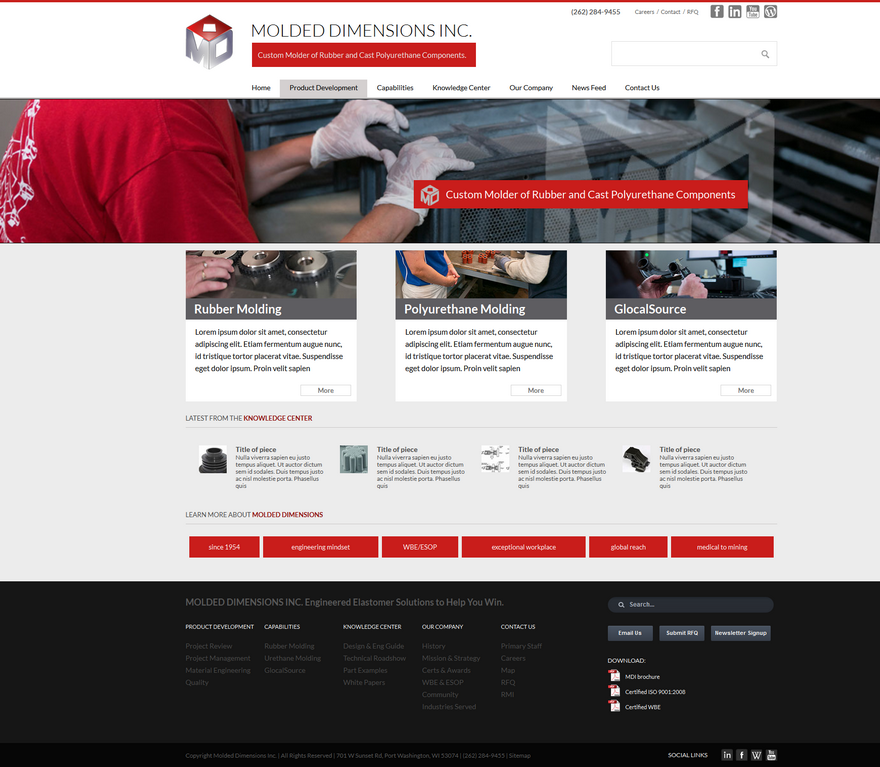 (262) 284-9455 Careers / Contact / RFQ
MOLDED DIMENSIONS INC.
Custom Molder of Rubber and Cast Polyurethane Components.
Home Product Development Capabilities Knowledge Center Our Company News Feed Contact Us
Custom Molder of Rubber and Cast Polyurethane Components
Rubber Molding
Lorem ipsum dolor sit amet, consectetur
adipiscing elit. Etiam fermentum augue nunc,
id tristique tortor placerat vitae. Suspendisse
eget dolor ipsum. Proin velit sapien
More
Polyurethane Molding
Lorem ipsum dolor sit amet, consectetur
adipiscing elit. Etiam fermentum augue nunc,
id tristique tortor placerat vitae. Suspendisse
eget dolor ipsum. Proin velit sapien
More
GlocalSource
Lorem ipsum dolor sit amet, consectetur
adipiscing elit. Etiam fermentum augue nunc,
id tristique tortor placerat vitae. Suspendisse
eget dolor ipsum. Proin velit sapien
More
LATEST FROM THE KNOWLEDGE CENTER
Title of piece
Nulla viverra sapien eu justo
tempus aliquet. Ut auctor dictum
sem id sodales. Duis tempus justo
ac nisl molestie porta. Phasellus
quis
Title of piece
Nulla viverra sapien eu justo
tempus aliquet. Ut auctor dictum
sem id sodales. Duis tempus justo
ac nisl molestie porta. Phasellus
quis
Title of piece
Nulla viverra sapien eu justo
tempus aliquet. Ut auctor dictum
sem id sodales. Duis tempus justo
ac nisl molestie porta. Phasellus
quis
Title of piece
Nulla viverra sapien eu justo
tempus aliquet. Ut auctor dictum
sem id sodales. Duis tempus justo
ac nisl molestie porta. Phasellus
quis
LEARN MORE ABOUT MOLDED DIMENSIONS
since 1954 engineering mindset WBE/ESOP exceptional workplace global reach medical to mining
MOLDED DIMENSIONS INC. Engineered Elastomer Solutions to Help You Win.
PRODUCT DEVELOPMENT
Project Review
Project Management
Material Engineering
Quality
CAPABILITIES
Rubber Molding
Urethane Molding
GlocalSource
KNOWLEDGE CENTER
Design & Eng Guide
Technical Roadshow
Part Examples
White Papers
OUR COMPANY
History
Mission & Strategy
Certs & Awards
WBE & ESOP
Community
Industries Served
CONTACT US
Primary Staff
Careers
Map
RFQ
RMI
Search...
Email Us Submit RFQ Newsletter Signup
DOWNLOAD:
MDI brochure
Certified ISO 9001:2008
Certified WBE
Copyright Molded Dimensions Inc. | All Rights Reserved | 701 W Sunset Rd, Port Washington, WI 53074 | (262) 284-9455 | Sitemap
SOCIAL LINKS